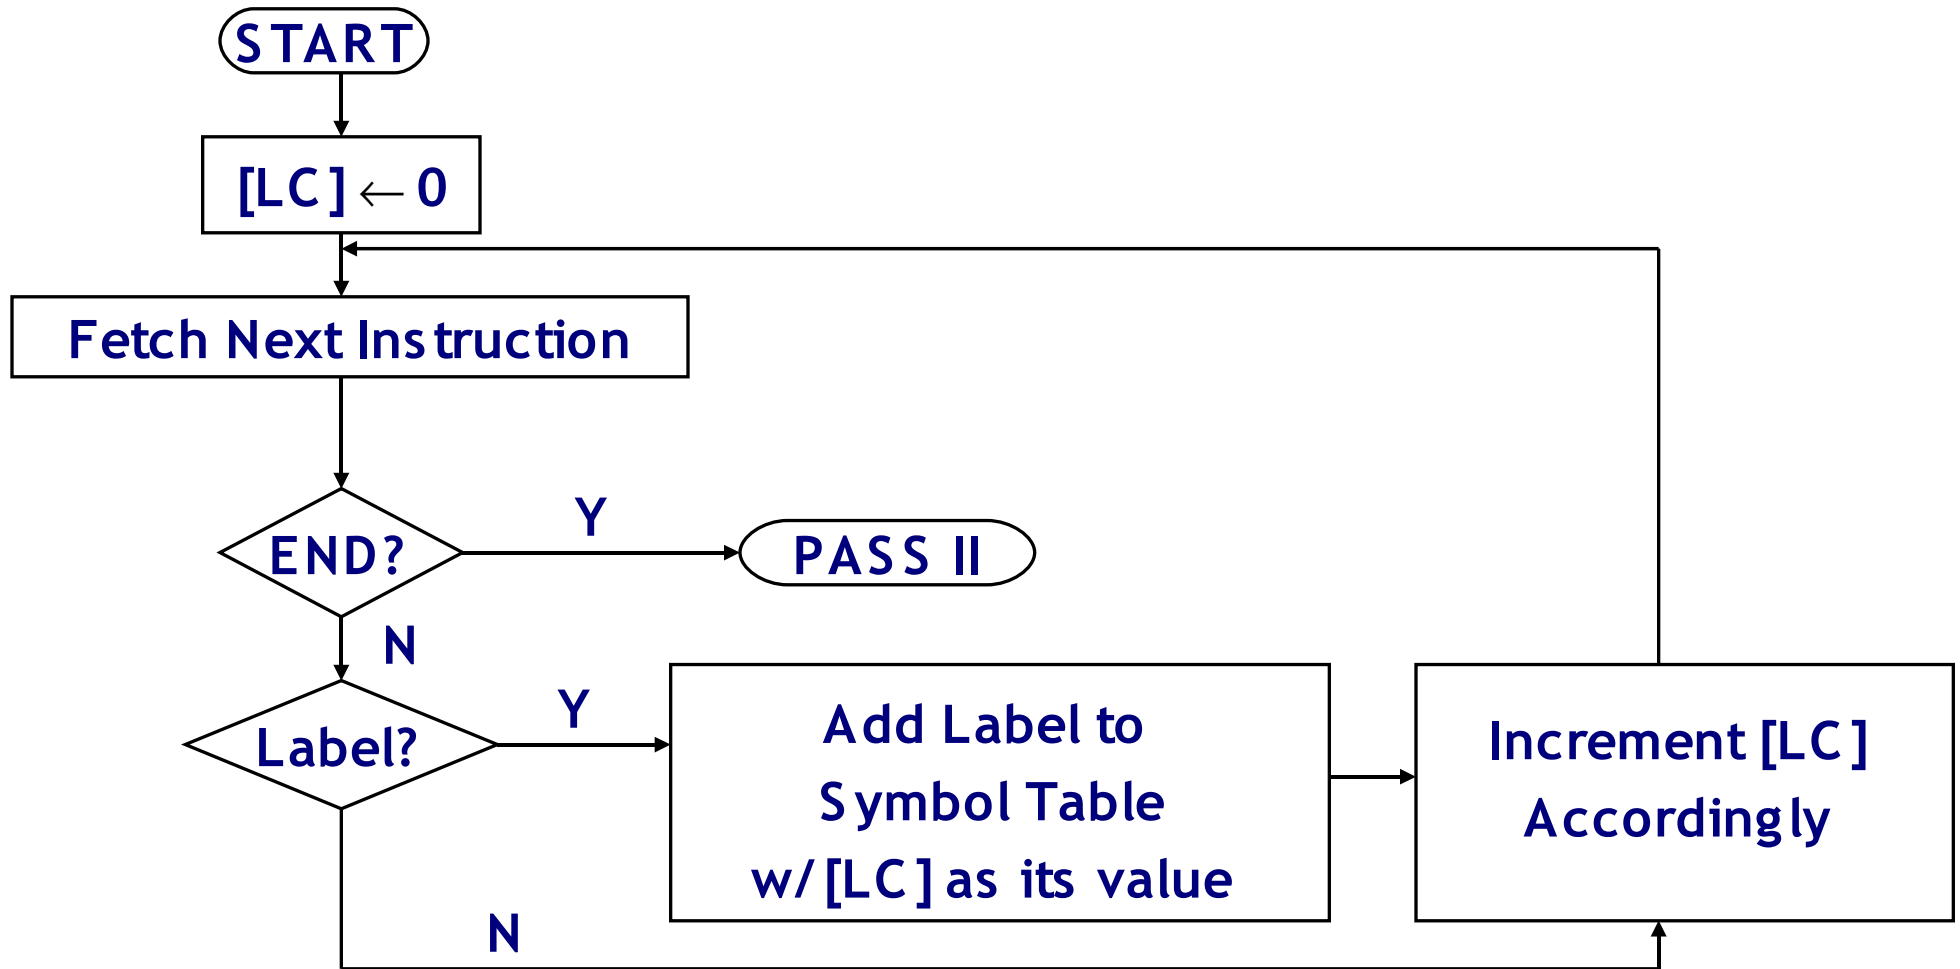 START
[LC] ← 0
Fetch Next Instruction
END?
Y
PASS II
N
Label?
Y
Add Label to
Symbol Table
w/[LC] as its value
Increment [LC]
Accordingly
N